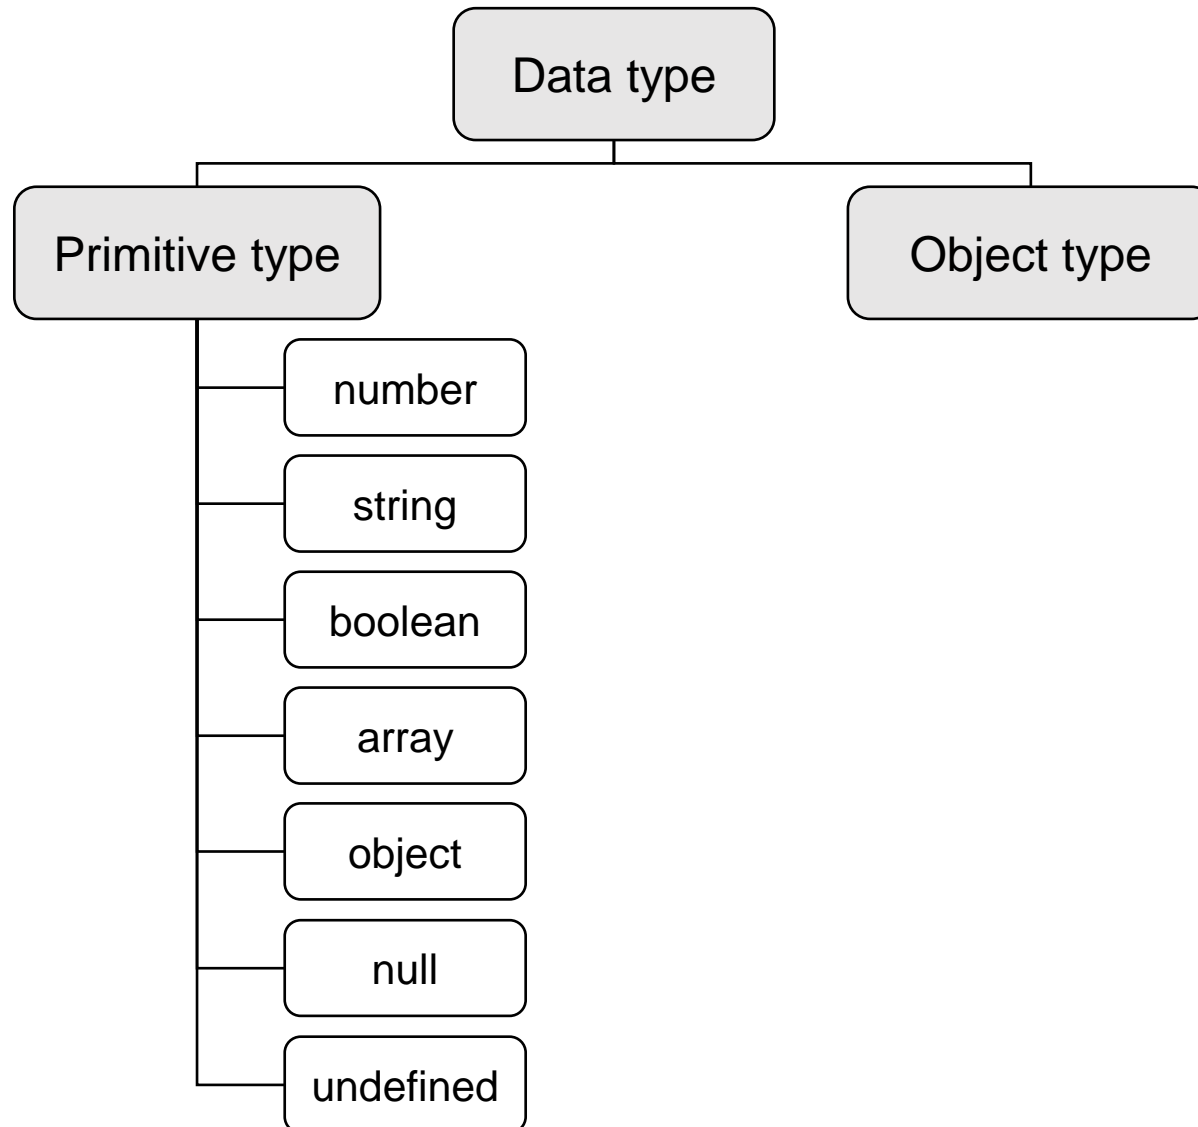 Data type
Primitive type
Object type
number
string
boolean
array
object
null
undefined